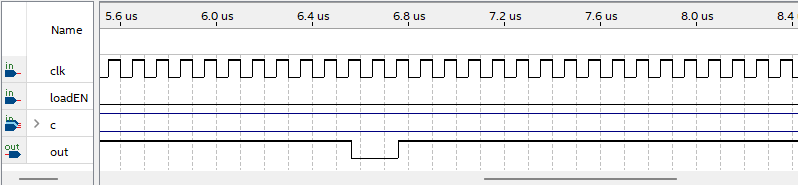 5.6 us 6.0 us 6.4 us 6.8 us 7.2 us 7.6 us 8.0 us 8.4
Name
in clk
in loadEN
in > c
out out